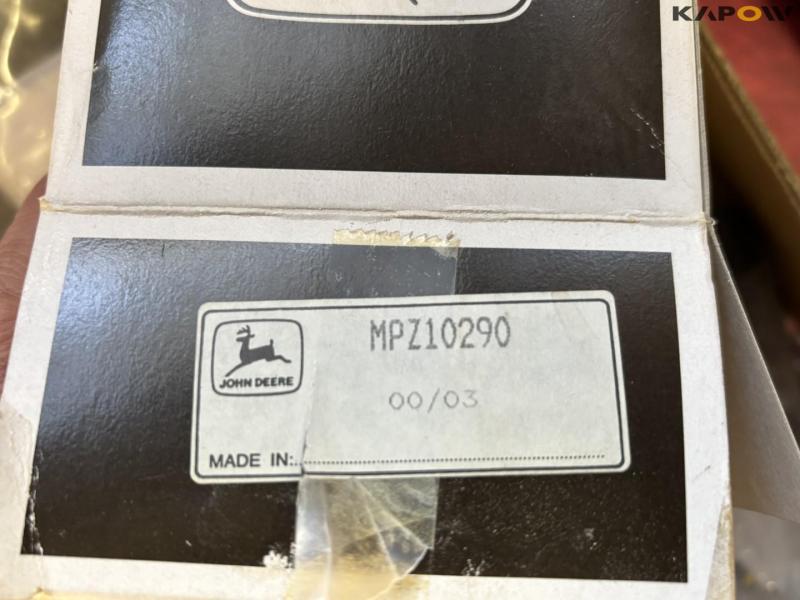 KAPOW
MPZ10290
JOHN DEERE
00/03
MADE IN: